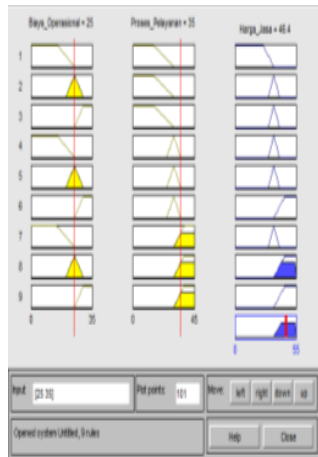 Biaya_Operasional = 25
Proses_Pelayanan = 35
Harga_Jasa = 46.4
1
2
3
4
5
6
7
8
9
0
35
0
45
0
55
Input:
[25 35]
Plot points:
101
Move:
left
right
down
up
Opened system Untitled, 9 rules
Help
Close